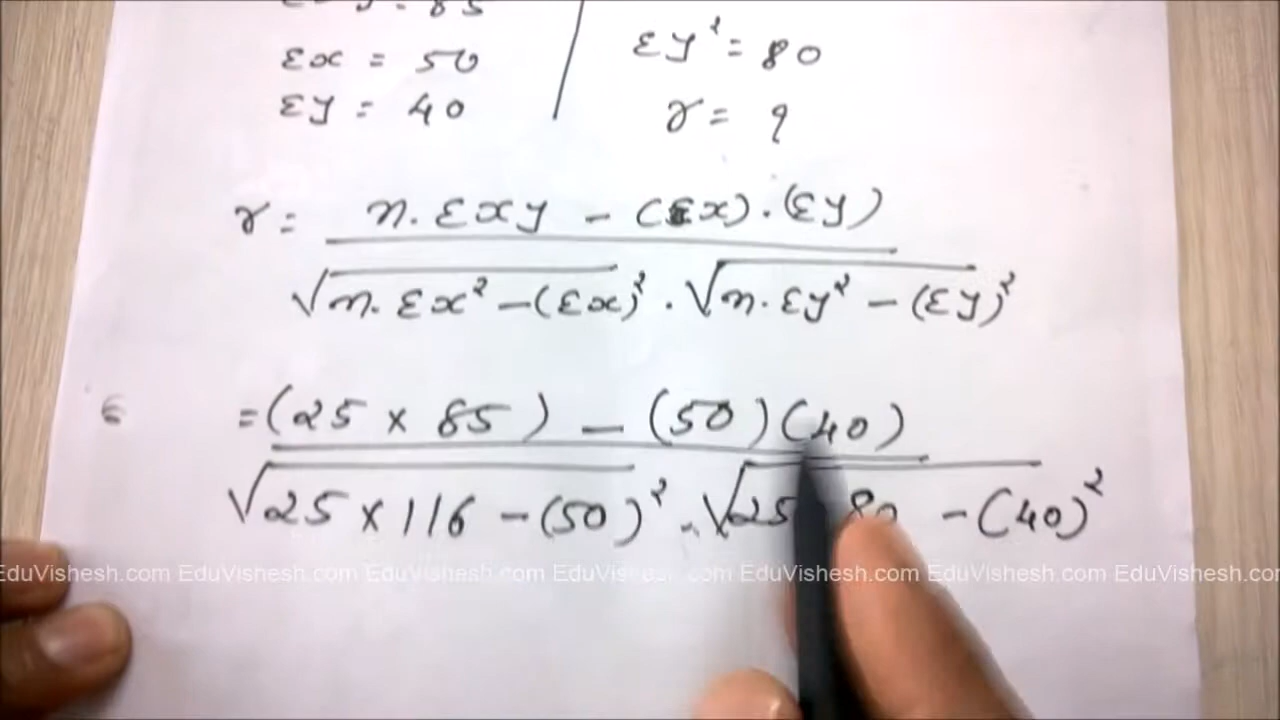 85
Σx = 50
Σy = 40
Σy² = 80
r = ?
r = n.Σxy - (Σx).(Σy)
√n.Σx² -(Σx)² . √n.Σy² - (Σy)²
=(25 x 85) - (50)(40)
√25 x 116 -(50)² . √25 80 -(40)²
EduVishesh.com EduVishesh.com EduVishesh.com EduVishesh.com EduVishesh.com EduVishesh.com